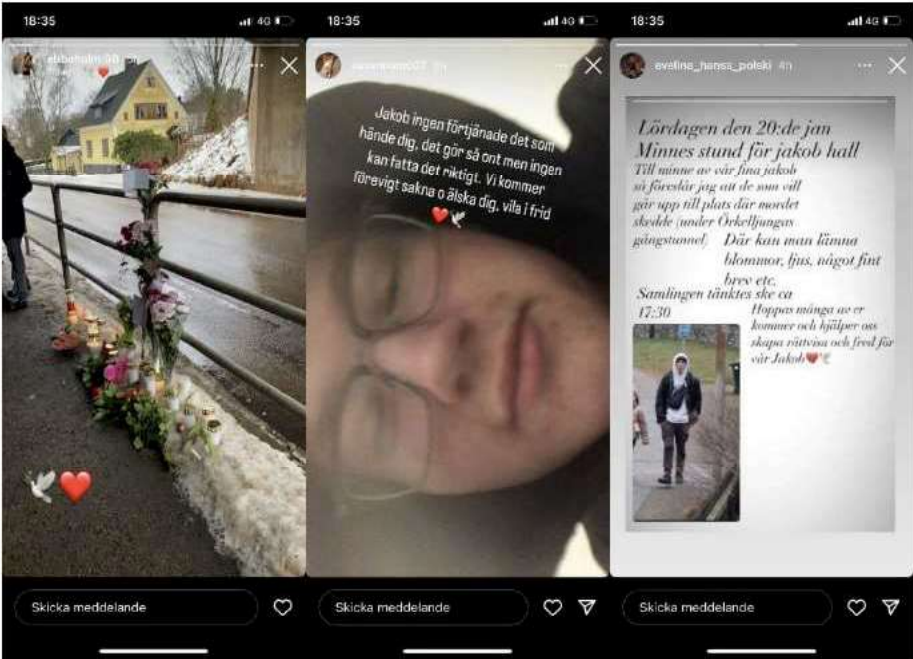 18:35
4G
5h
Skicka meddelande
18:35
4G
Jakob ingen förtjänade det som
hände dig, det gör så ont men ingen
kan fatta det riktigt. Vi kommer
förevigt sakna o älska dig, vila i frid
❤️🕊️
Skicka meddelande
18:35
4G
evelina_hansa_polski 4h
Lördagen den 20:de jan
Minnes stund för jakob hall
Till minne av vår fina jakob
så föreslår jag att de som vill
går upp till plats där mordet
skedde (under Örkelljungas
gångstunnel)
Där kan man lämna
blommor, ljus, något fint
brev etc,
Samlingen tänktes ske ca
17:30
Hoppas många av er
kommer och hjälper oss
skapa rättvisa och fred för
vår Jakob❤️🕊️
Skicka meddelande